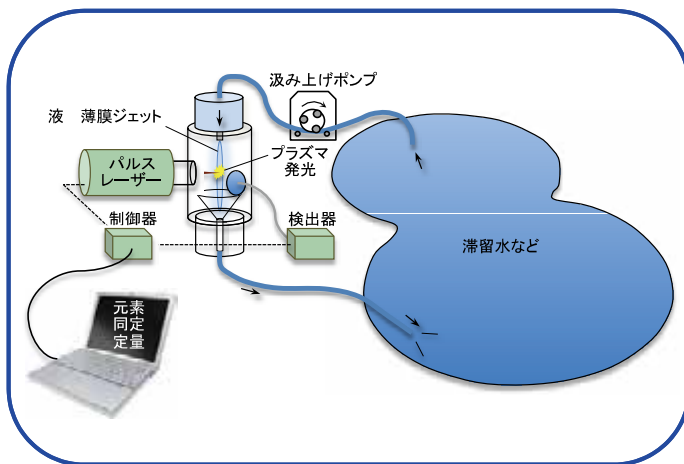 汲み上げポンプ
液　薄膜ジェット
プラズマ
発光
パルス
レーザー
制御器
検出器
滞留水など
元素
同定
定量